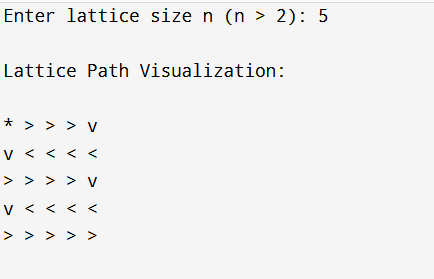 Enter lattice size n (n > 2): 5
Lattice Path Visualization:
* > > > v
v < < < <
> > > > v
v < < < <
> > > > >